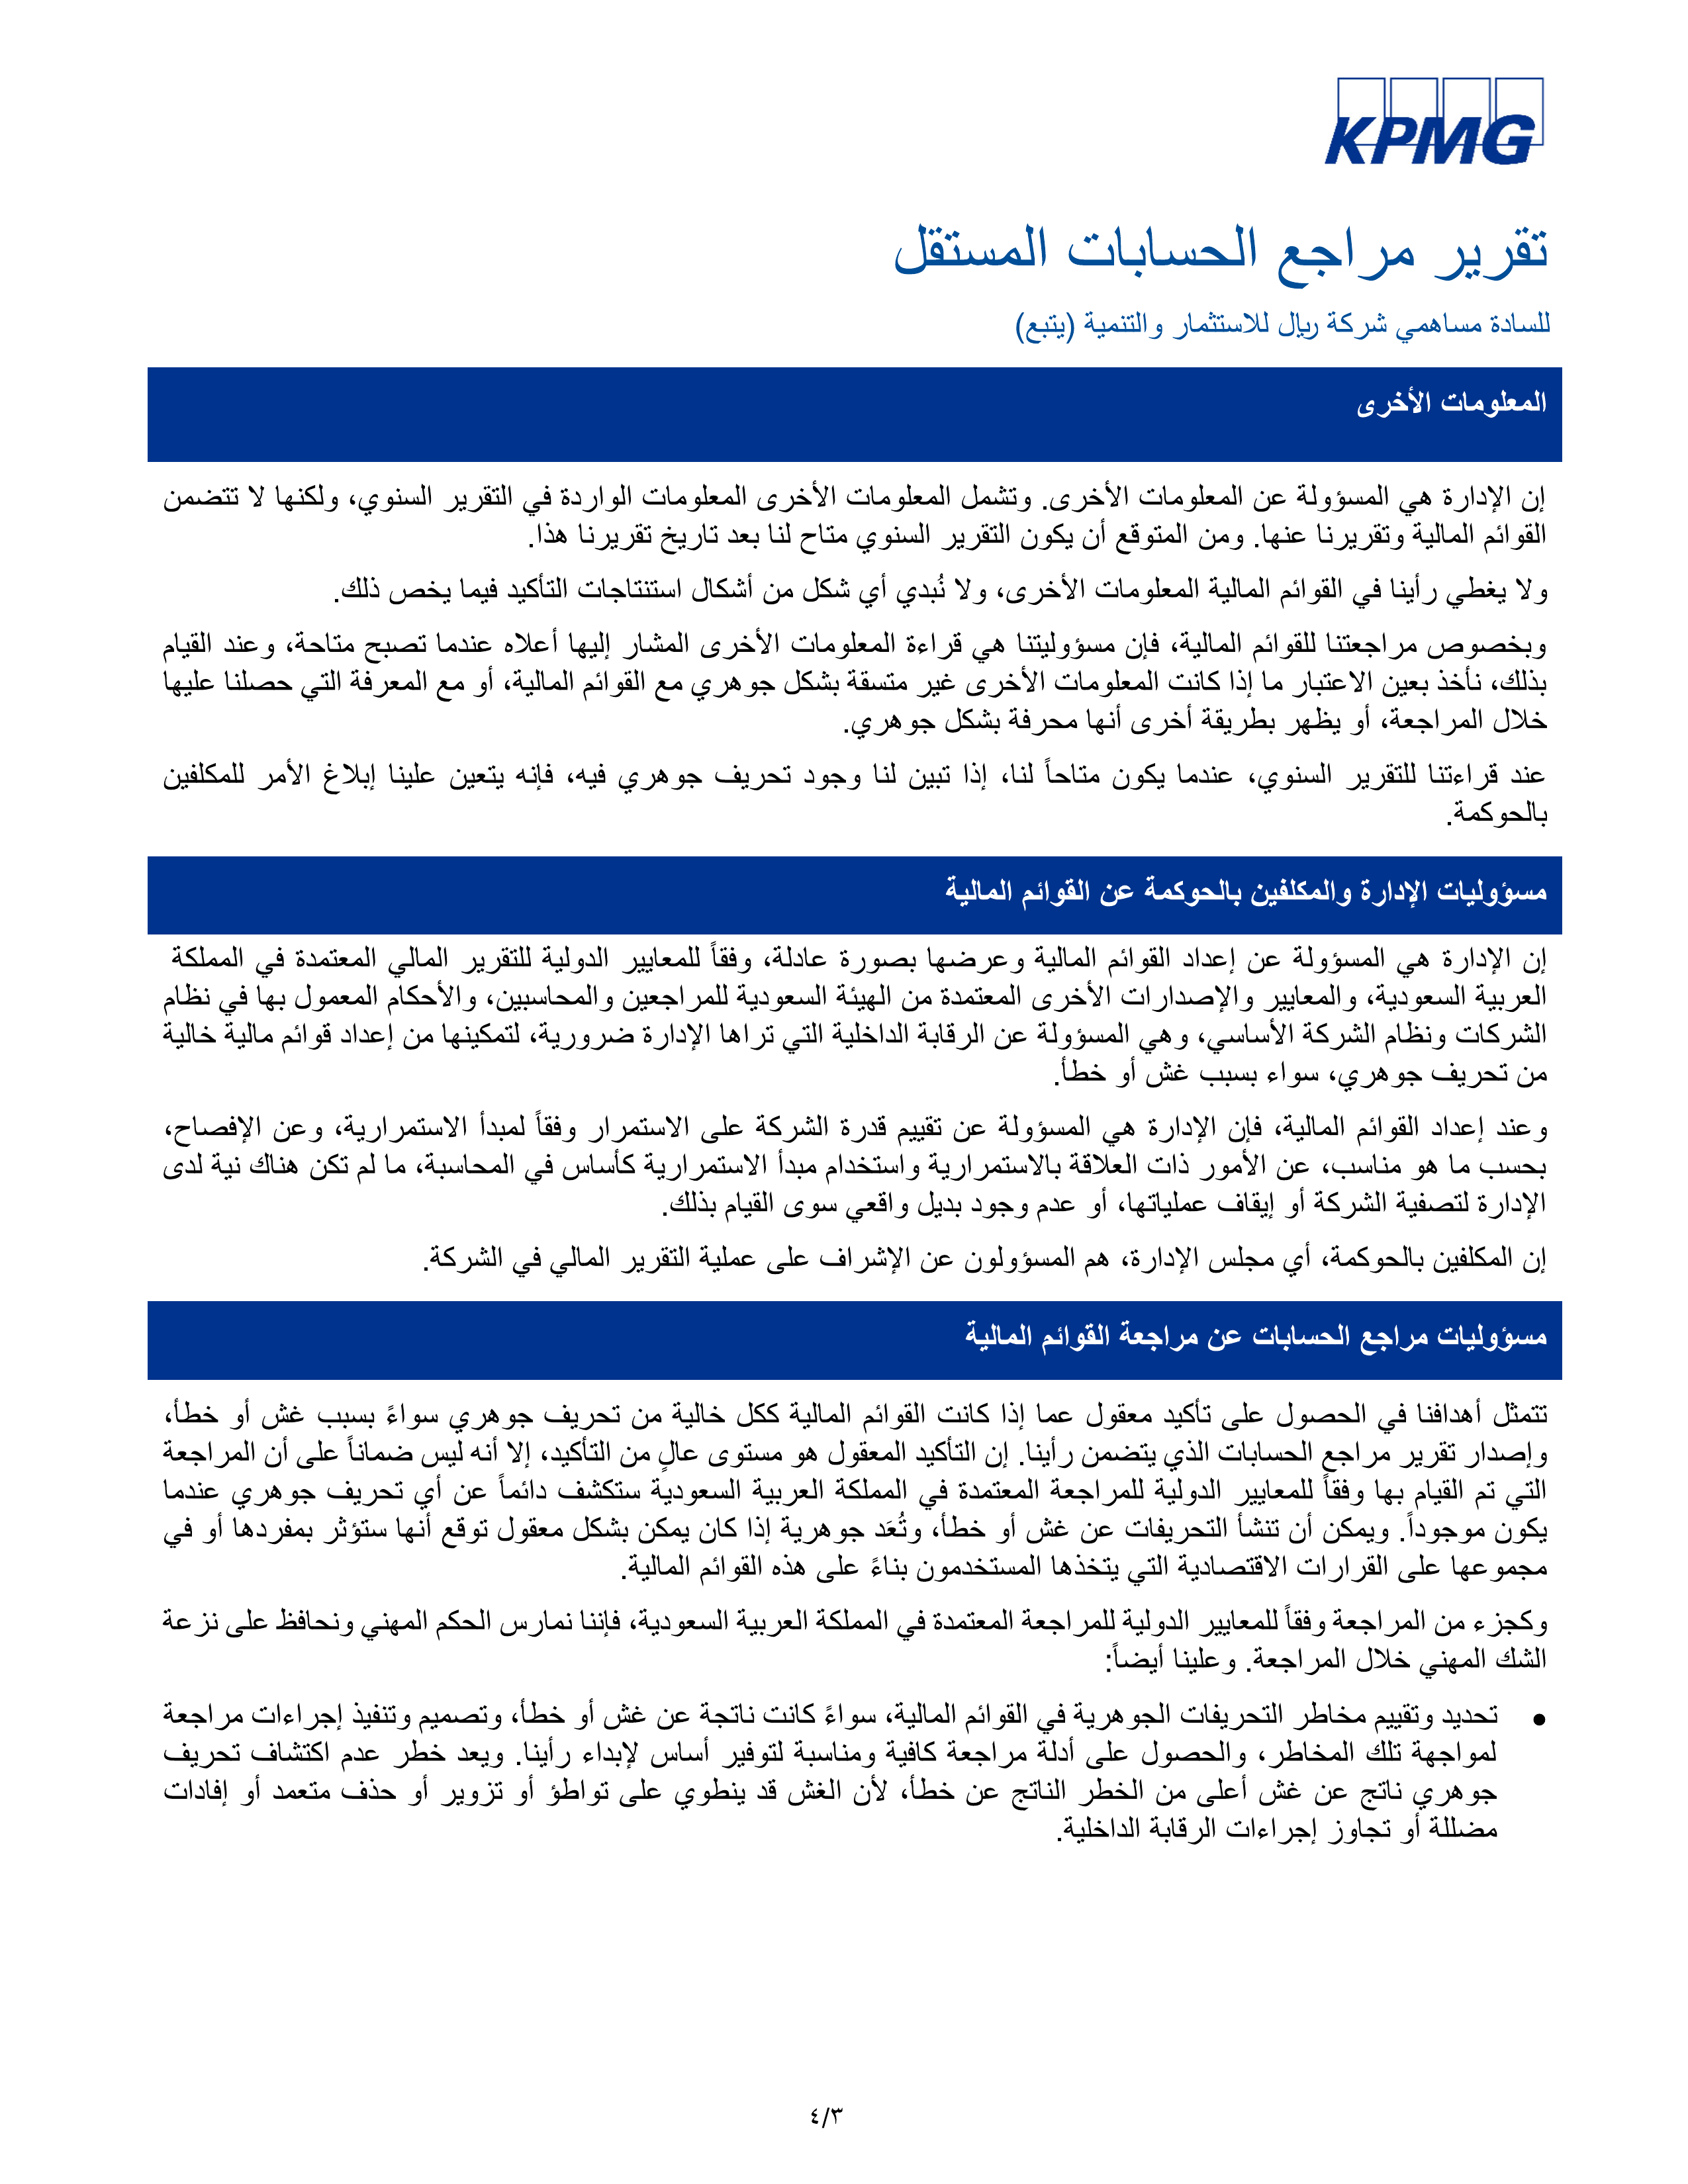 KPMG
تقرير مراجع الحسابات المستقل
للسادة مساهمي شركة ريال للاستثمار والتنمية (يتبع)
المعلومات الأخرى
إن الإدارة هي المسؤولة عن المعلومات الأخرى. وتشمل المعلومات الأخرى المعلومات الواردة في التقرير السنوي، ولكنها لا تتضمن
القوائم المالية وتقريرنا عنها. ومن المتوقع أن يكون التقرير السنوي متاح لنا بعد تاريخ تقريرنا هذا.
ولا يغطي رأينا في القوائم المالية المعلومات الأخرى، ولا نُبدي أي شكل من أشكال استنتاجات التأكيد فيما يخص ذلك.
وبخصوص مراجعتنا للقوائم المالية، فإن مسؤوليتنا هي قراءة المعلومات الأخرى المشار إليها أعلاه عندما تصبح متاحة، وعند القيام
بذلك، نأخذ بعين الاعتبار ما إذا كانت المعلومات الأخرى غير متسقة بشكل جوهري مع القوائم المالية، أو مع المعرفة التي حصلنا عليها
خلال المراجعة، أو يظهر بطريقة أخرى أنها محرفة بشكل جوهري.
عند قراءتنا للتقرير السنوي، عندما يكون متاحاً لنا، إذا تبين لنا وجود تحريف جوهري فيه، فإنه يتعين علينا إبلاغ الأمر للمكلفين
بالحوكمة.
مسؤوليات الإدارة والمكلفين بالحوكمة عن القوائم المالية
إن الإدارة هي المسؤولة عن إعداد القوائم المالية وعرضها بصورة عادلة، وفقاً للمعايير الدولية للتقرير المالي المعتمدة في المملكة
العربية السعودية، والمعايير والإصدارات الأخرى المعتمدة من الهيئة السعودية للمراجعين والمحاسبين، والأحكام المعمول بها في نظام
الشركات ونظام الشركة الأساسي، وهي المسؤولة عن الرقابة الداخلية التي تراها الإدارة ضرورية، لتمكينها من إعداد قوائم مالية خالية
من تحريف جوهري، سواء بسبب غش أو خطأ.
وعند إعداد القوائم المالية، فإن الإدارة هي المسؤولة عن تقييم قدرة الشركة على الاستمرار وفقاً لمبدأ الاستمرارية، وعن الإفصاح،
بحسب ما هو مناسب، عن الأمور ذات العلاقة بالاستمرارية واستخدام مبدأ الاستمرارية كأساس في المحاسبة، ما لم تكن هناك نية لدى
الإدارة لتصفية الشركة أو إيقاف عملياتها، أو عدم وجود بديل واقعي سوى القيام بذلك.
إن المكلفين بالحوكمة، أي مجلس الإدارة، هم المسؤولون عن الإشراف على عملية التقرير المالي في الشركة.
مسؤوليات مراجع الحسابات عن مراجعة القوائم المالية
تتمثل أهدافنا في الحصول على تأكيد معقول عما إذا كانت القوائم المالية ككل خالية من تحريف جوهري سواءً بسبب غش أو خطأ،
وإصدار تقرير مراجع الحسابات الذي يتضمن رأينا. إن التأكيد المعقول هو مستوى عالٍ من التأكيد، إلا أنه ليس ضماناً على أن المراجعة
التي تم القيام بها وفقاً للمعايير الدولية للمراجعة المعتمدة في المملكة العربية السعودية ستكشف دائماً عن أي تحريف جوهري عندما
يكون موجوداً. ويمكن أن تنشأ التحريفات عن غش أو خطأ، وتُعَد جوهرية إذا كان يمكن بشكل معقول توقع أنها ستؤثر بمفردها أو في
مجموعها على القرارات الاقتصادية التي يتخذها المستخدمون بناءً على هذه القوائم المالية.
وكجزء من المراجعة وفقاً للمعايير الدولية للمراجعة المعتمدة في المملكة العربية السعودية، فإننا نمارس الحكم المهني ونحافظ على نزعة
الشك المهني خلال المراجعة. وعلينا أيضاً:
• تحديد وتقييم مخاطر التحريفات الجوهرية في القوائم المالية، سواءً كانت ناتجة عن غش أو خطأ، وتصميم وتنفيذ إجراءات مراجعة
لمواجهة تلك المخاطر، والحصول على أدلة مراجعة كافية ومناسبة لتوفير أساس لإبداء رأينا. ويعد خطر عدم اكتشاف تحريف
جوهري ناتج عن غش أعلى من الخطر الناتج عن خطأ، لأن الغش قد ينطوي على تواطؤ أو تزوير أو حذف متعمد أو إفادات
مضللة أو تجاوز إجراءات الرقابة الداخلية.
٤/٣